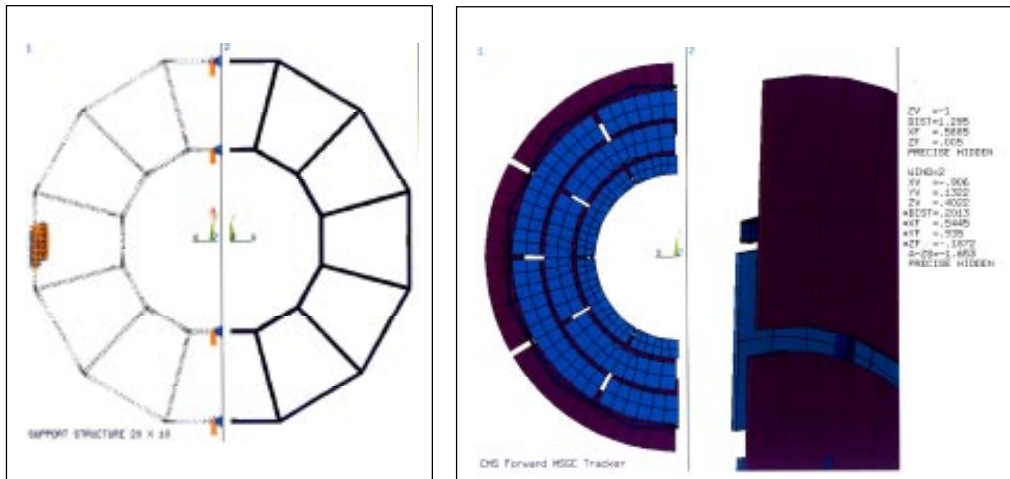 1
2
SUPPORT STRUCTURE 20 X 10
1
2
ZV =-1
DIST=1.295
XF =.5885
ZF =.005
PRECISE HIDDEN
WIND=2
XV =-.906
YV =.1322
ZV =.4022
*DIST=.2013
*XF =.5445
*YF =.935
*ZF =-.1872
A-ZS=-1.653
PRECISE HIDDEN
CMS Forward MSGC Tracker